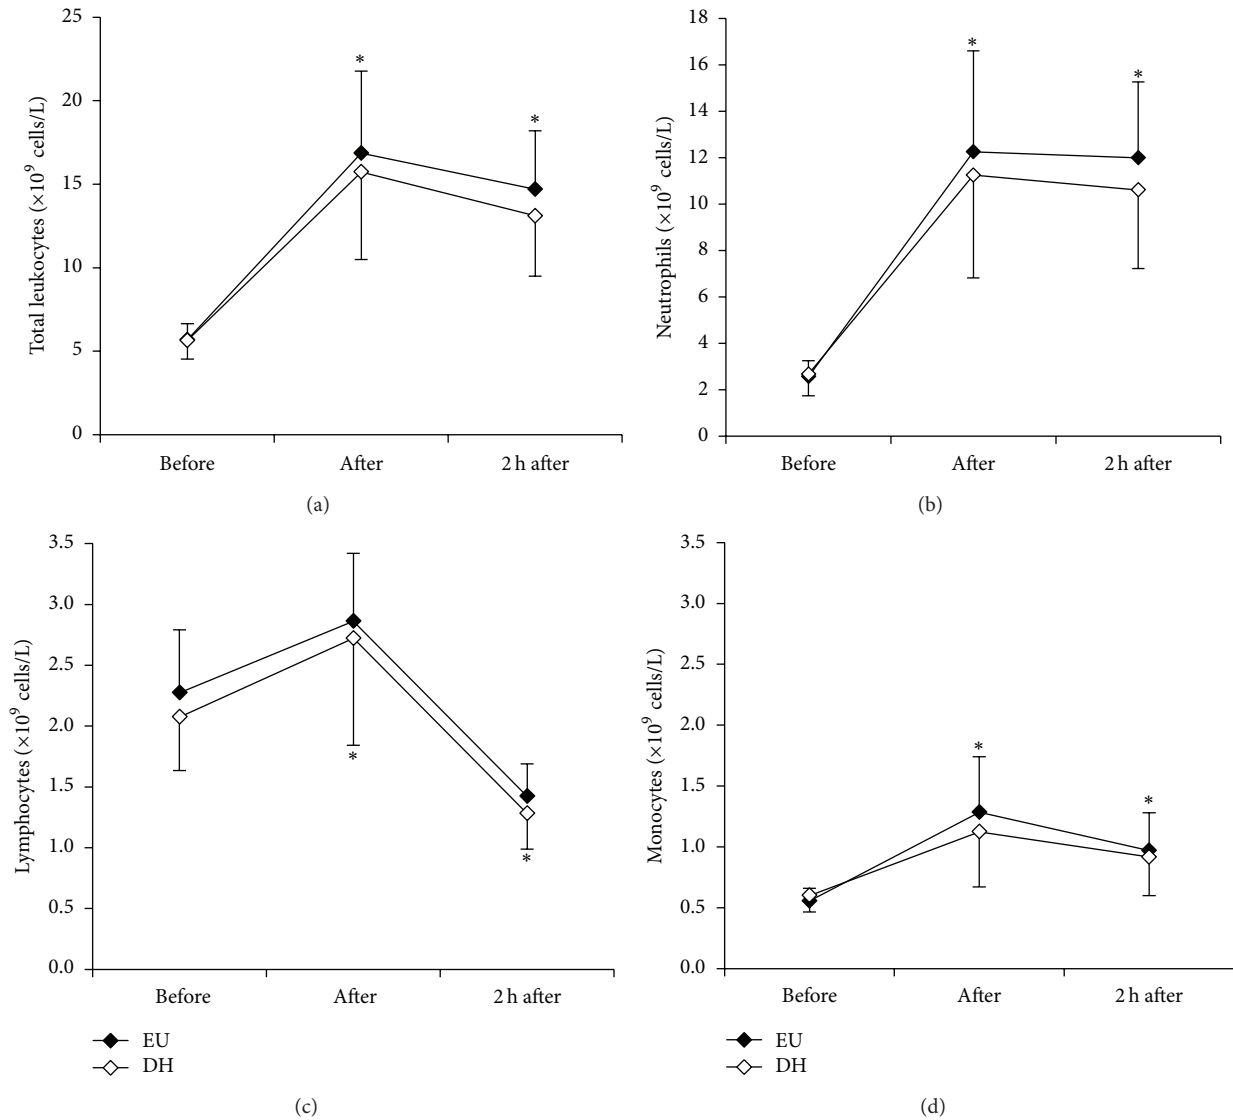 Total leukocytes (×10⁹ cells/L)
25
20
15
10
5
0
*
*
Before After 2 h after
(a)
Neutrophils (×10⁹ cells/L)
18
16
14
12
10
8
6
4
2
0
*
*
Before After 2 h after
(b)
Lymphocytes (×10⁹ cells/L)
3.5
3.0
2.5
2.0
1.5
1.0
0.5
0.0
*
*
Before After 2 h after
EU
DH
(c)
Monocytes (×10⁹ cells/L)
3.5
3.0
2.5
2.0
1.5
1.0
0.5
0.0
*
*
Before After 2 h after
EU
DH
(d)